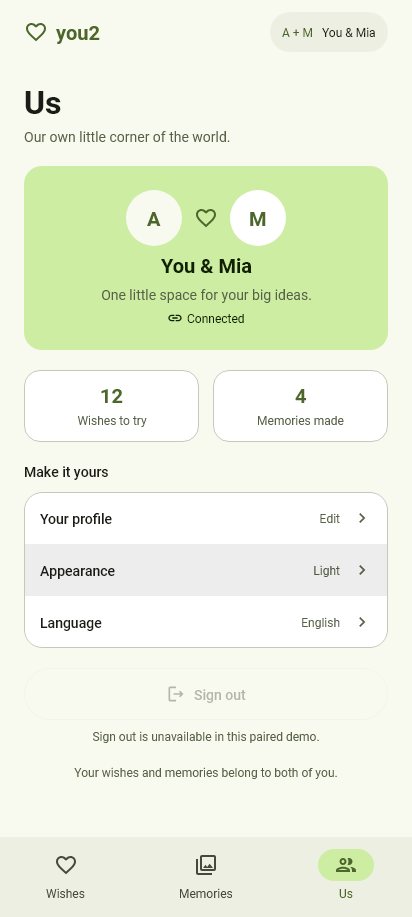 you2
A + M You & Mia
Us
Our own little corner of the world.
A M
You & Mia
One little space for your big ideas.
Connected
12
Wishes to try
4
Memories made
Make it yours
Your profile Edit
Appearance Light
Language English
Sign out
Sign out is unavailable in this paired demo.
Your wishes and memories belong to both of you.
Wishes Memories Us